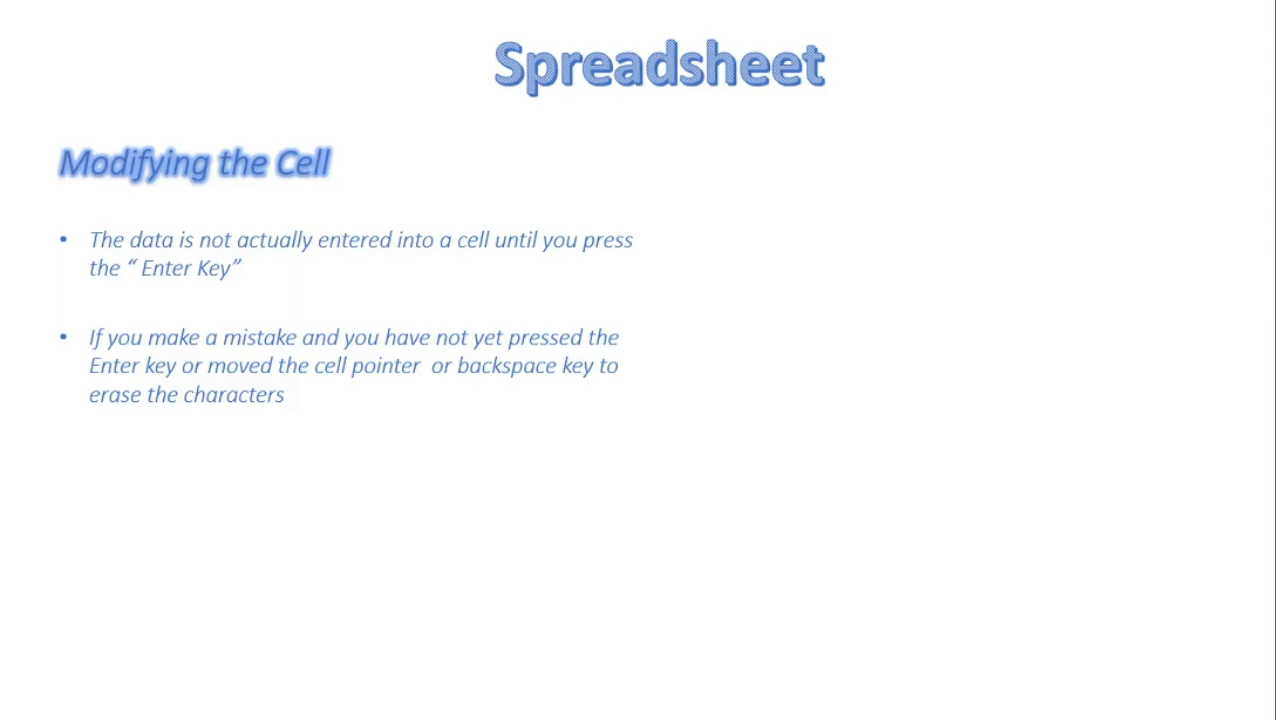 Spreadsheet
Modifying the Cell
• The data is not actually entered into a cell until you press
the “ Enter Key”
• If you make a mistake and you have not yet pressed the
Enter key or moved the cell pointer  or backspace key to
erase the characters